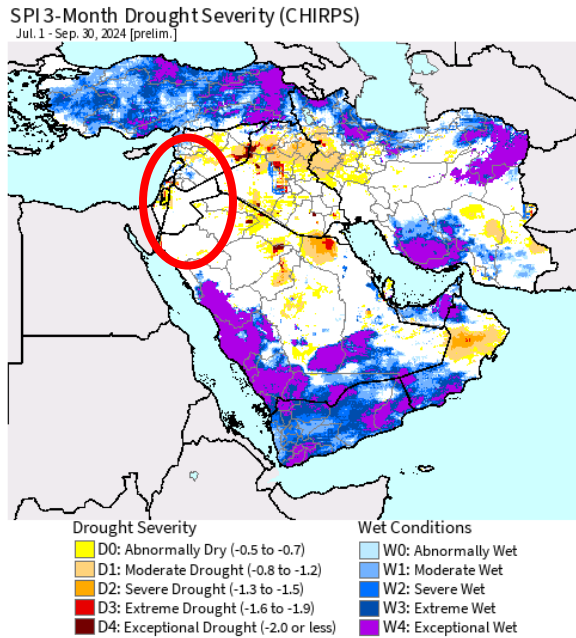 SPI 3-Month Drought Severity (CHIRPS)
Jul. 1 - Sep. 30, 2024 [prelim.]
Drought Severity
D0: Abnormally Dry (-0.5 to -0.7)
D1: Moderate Drought (-0.8 to -1.2)
D2: Severe Drought (-1.3 to -1.5)
D3: Extreme Drought (-1.6 to -1.9)
D4: Exceptional Drought (-2.0 or less)
Wet Conditions
W0: Abnormally Wet
W1: Moderate Wet
W2: Severe Wet
W3: Extreme Wet
W4: Exceptional Wet